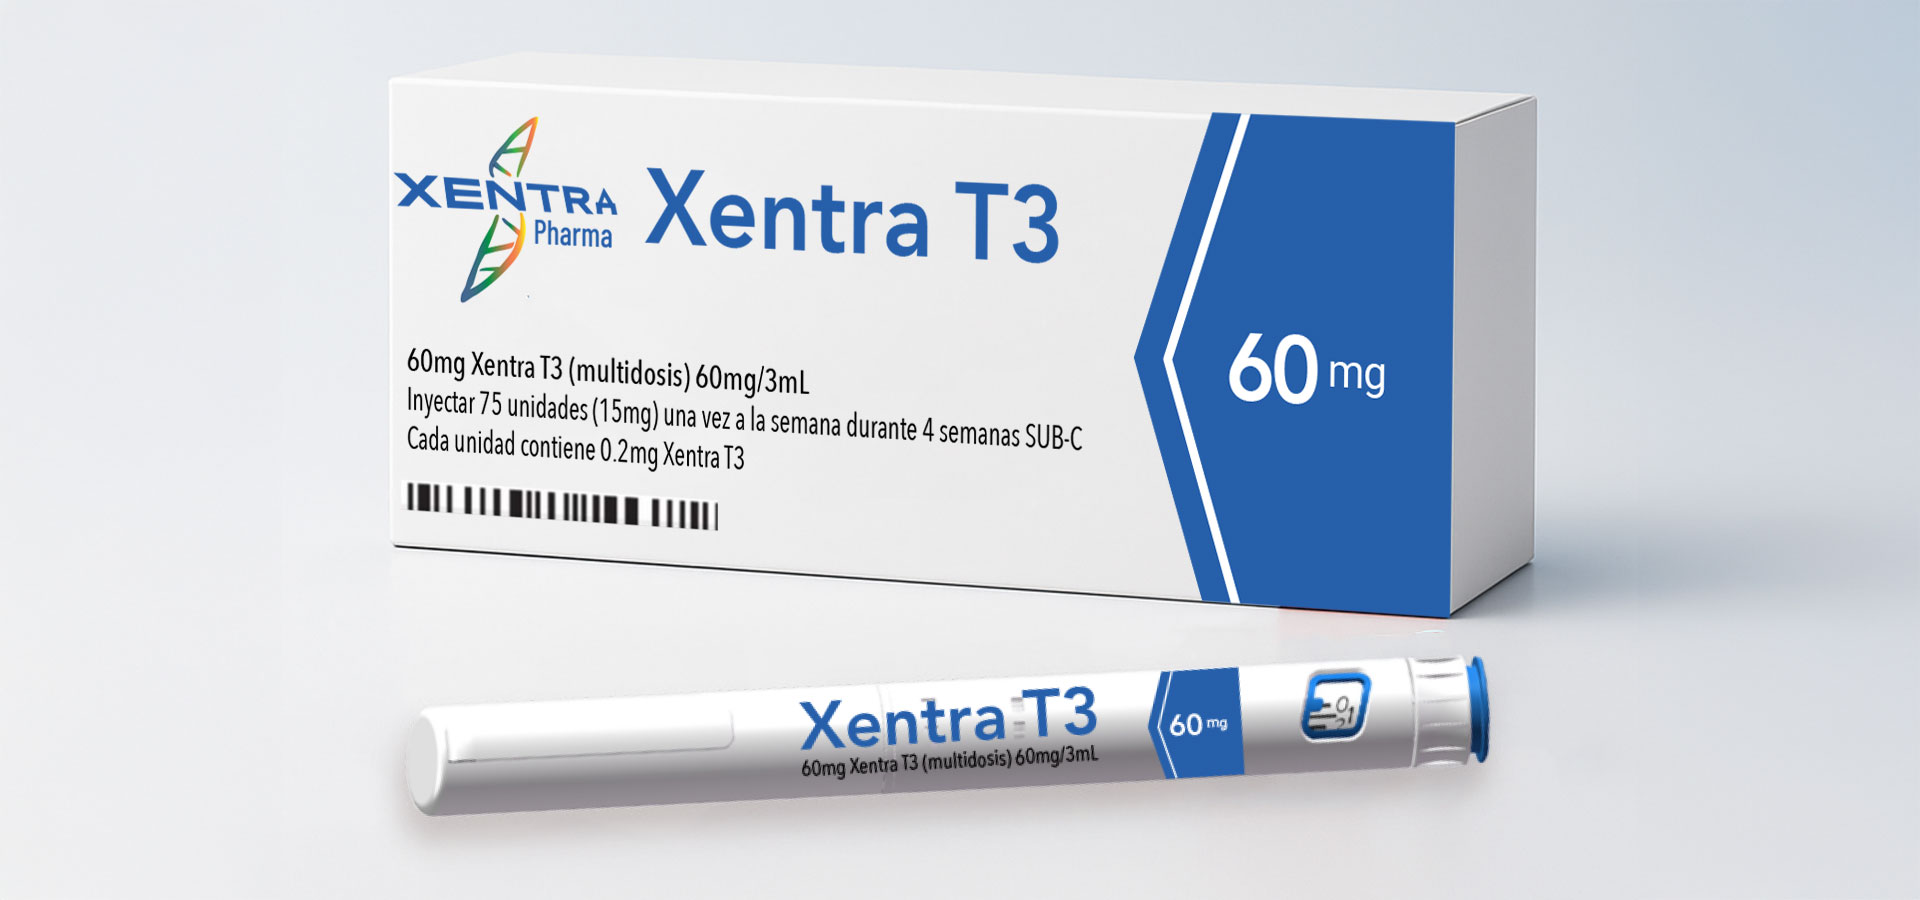 XENTRA
Pharma
Xentra T3
60mg Xentra T3 (multidosis) 60mg/3mL
Inyectar 75 unidades (15mg) una vez a la semana durante 4 semanas SUB-C
Cada unidad contiene 0.2mg Xentra T3
60 mg
Xentra T3
60mg Xentra T3 (multidosis) 60mg/3mL
60 mg
0
21